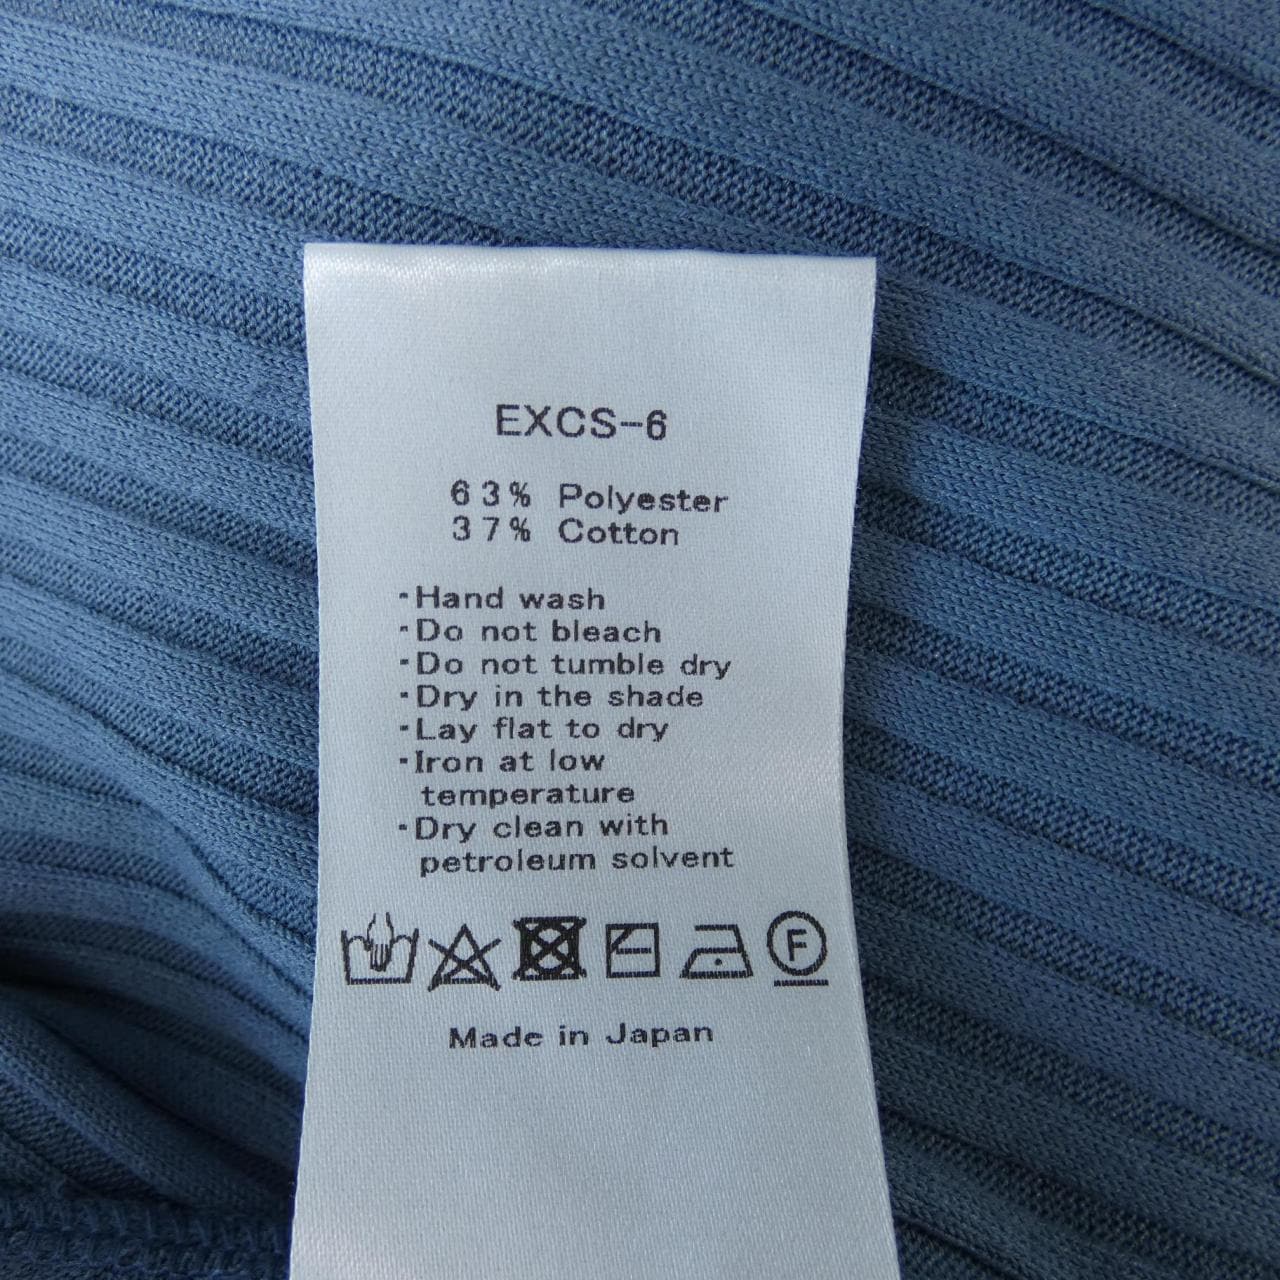 EXCS-6
63% Polyester
37% Cotton
・Hand wash
・Do not bleach
・Do not tumble dry
・Dry in the shade
・Lay flat to dry
・Iron at low
temperature
・Dry clean with
petroleum solvent
F
Made in Japan